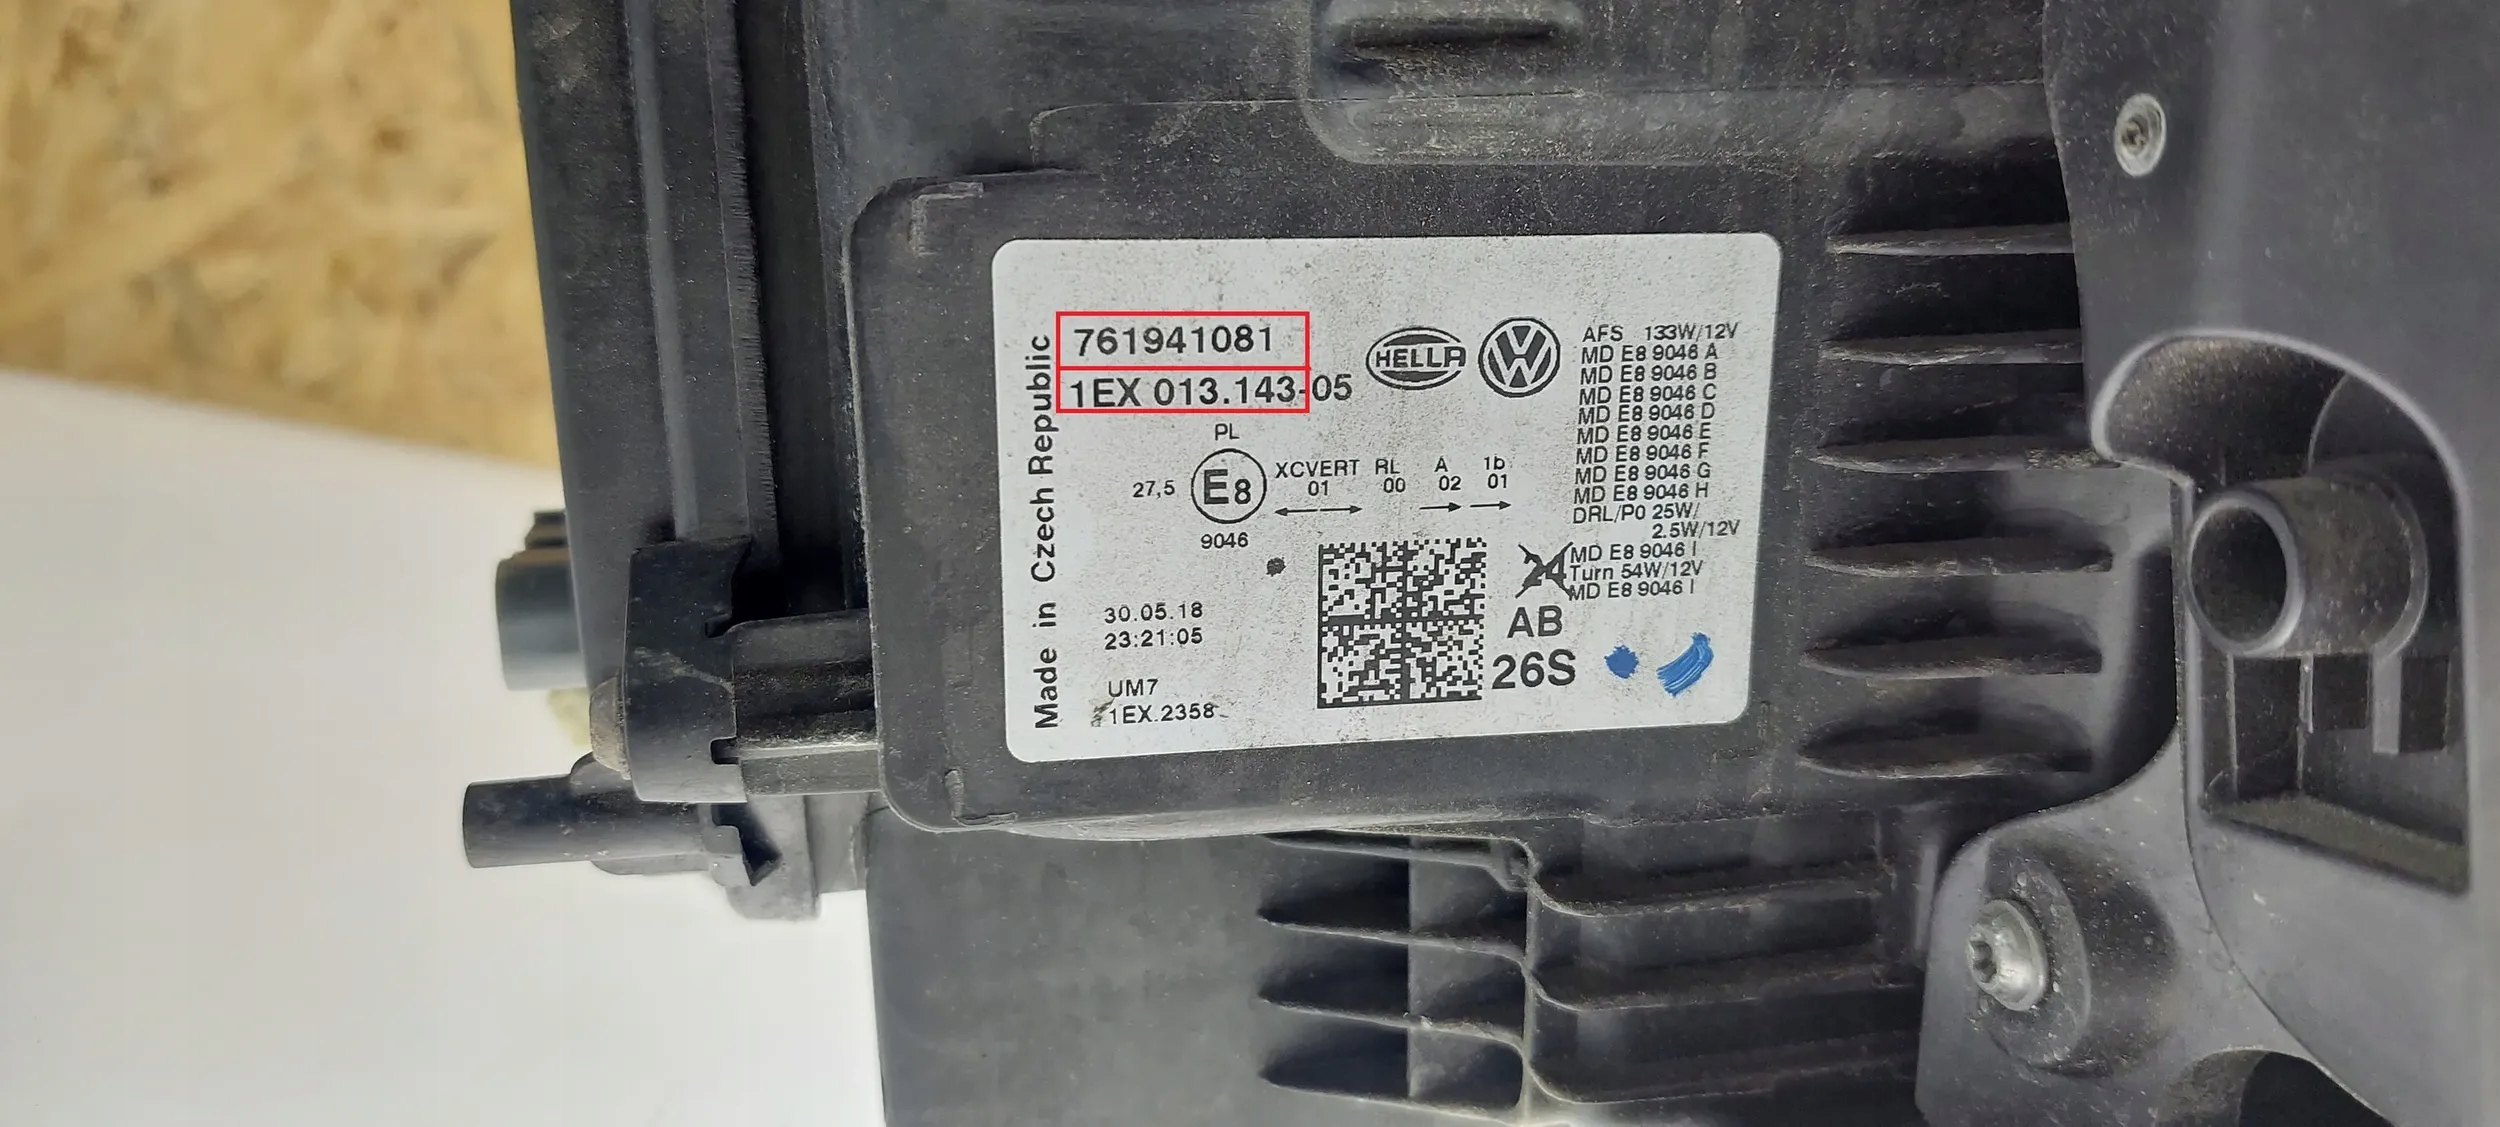 Made in Czech Republic
761941081
1EX 013.143-05
HELLA
PL
27,5
E8
9046
XCVERT RL A 1b
01 00 02 01
30.05.18
23:21:05
UM7
1EX.2358
24
AB
26S
AFS 133W/12V
MD E8 9046 A
MD E8 9046 B
MD E8 9046 C
MD E8 9046 D
MD E8 9046 E
MD E8 9046 F
MD E8 9046 G
MD E8 9046 H
DRL/P0 25W/
2.5W/12V
MD E8 9046 I
Turn 54W/12V
MD E8 9046 I